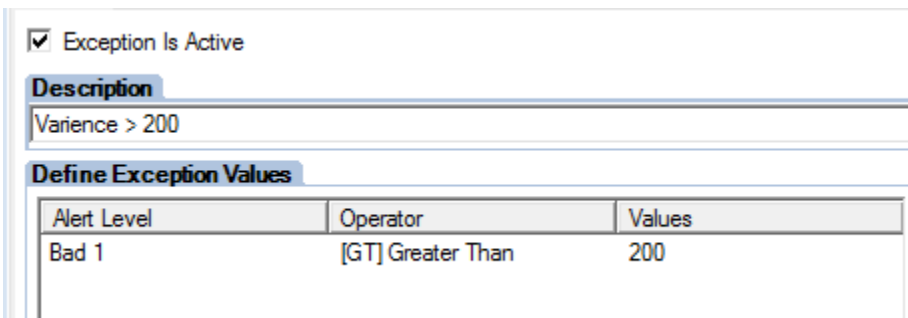 Exception Is Active
Description
Varience > 200
Define Exception Values
Alert Level Operator Values
Bad 1 [GT] Greater Than 200